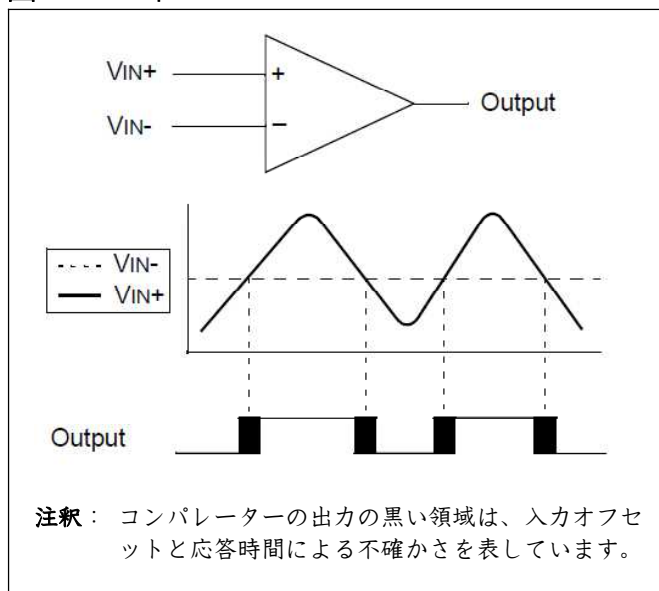 VIN+
+
Output
VIN-
−
VIN-
VIN+
Output
注釈： コンパレーターの出力の黒い領域は、入力オフセ
ットと応答時間による不確かさを表しています。